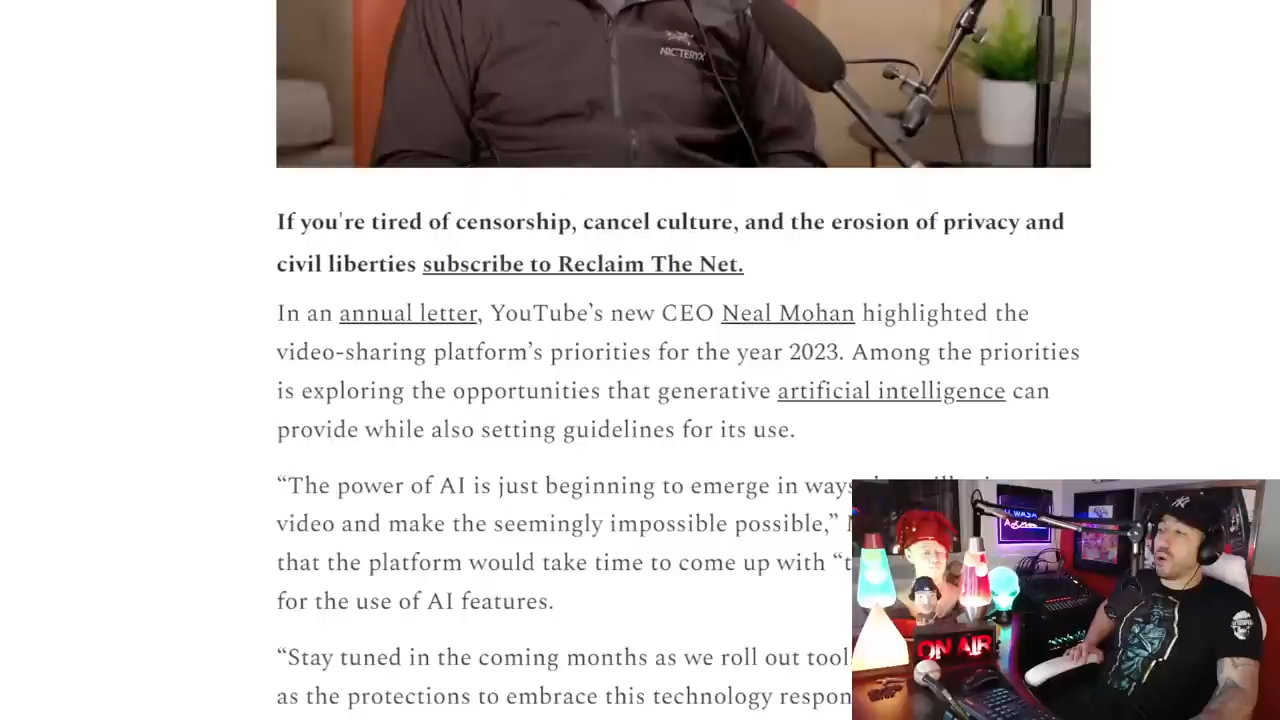 NICTERYX
If you're tired of censorship, cancel culture, and the erosion of privacy and
civil liberties subscribe to Reclaim The Net.
In an annual letter, YouTube’s new CEO Neal Mohan highlighted the
video-sharing platform’s priorities for the year 2023. Among the priorities
is exploring the opportunities that generative artificial intelligence can
provide while also setting guidelines for its use.
“The power of AI is just beginning to emerge in ways
video and make the seemingly impossible possible,”
that the platform would take time to come up with “t
for the use of AI features.
“Stay tuned in the coming months as we roll out tool
as the protections to embrace this technology respon
ON AIR